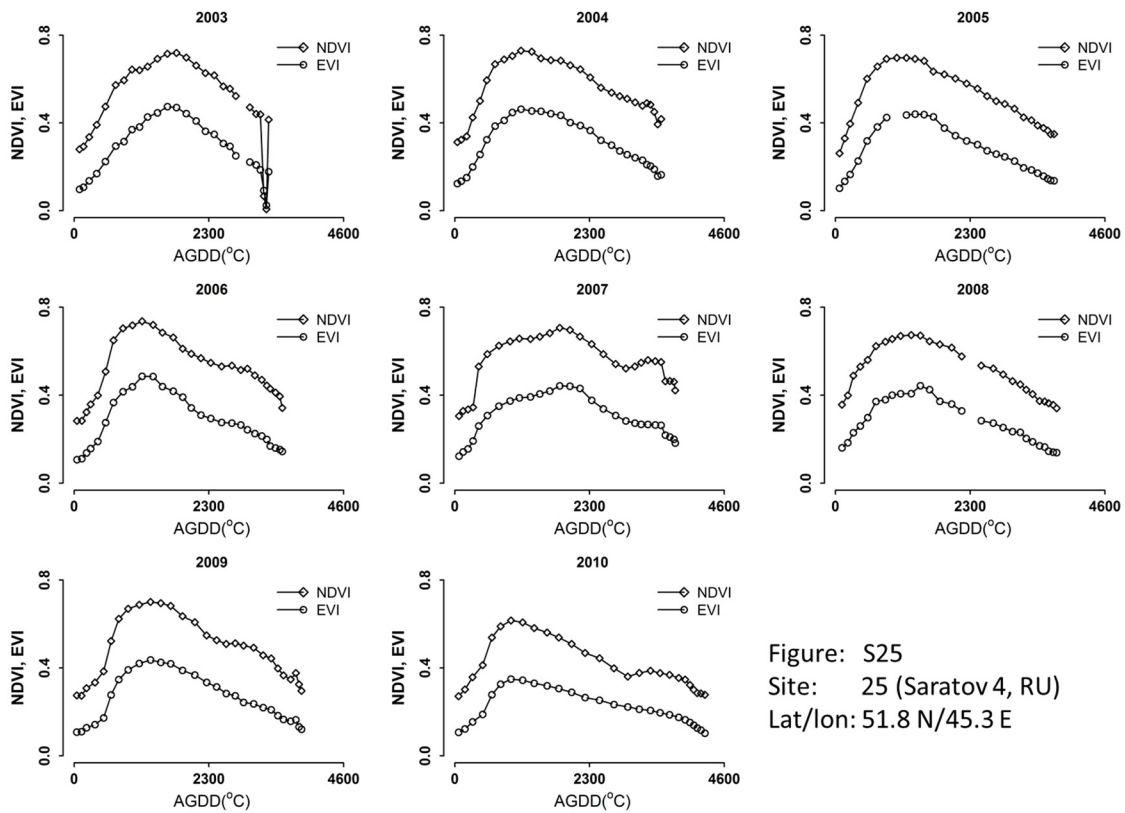 2003
NDVI, EVI
0.8
0.4
0.0
NDVI
EVI
0
2300
4600
AGDD(°C)
2004
NDVI, EVI
0.8
0.4
0.0
NDVI
EVI
0
2300
4600
AGDD(°C)
2005
NDVI, EVI
0.8
0.4
0.0
NDVI
EVI
0
2300
4600
AGDD(°C)
2006
NDVI, EVI
0.8
0.4
0.0
NDVI
EVI
0
2300
4600
AGDD(°C)
2007
NDVI, EVI
0.8
0.4
0.0
NDVI
EVI
0
2300
4600
AGDD(°C)
2008
NDVI, EVI
0.8
0.4
0.0
NDVI
EVI
0
2300
4600
AGDD(°C)
2009
NDVI, EVI
0.8
0.4
0.0
NDVI
EVI
0
2300
4600
AGDD(°C)
2010
NDVI, EVI
0.8
0.4
0.0
NDVI
EVI
0
2300
4600
AGDD(°C)
Figure: S25
Site: 25 (Saratov 4, RU)
Lat/lon: 51.8 N/45.3 E